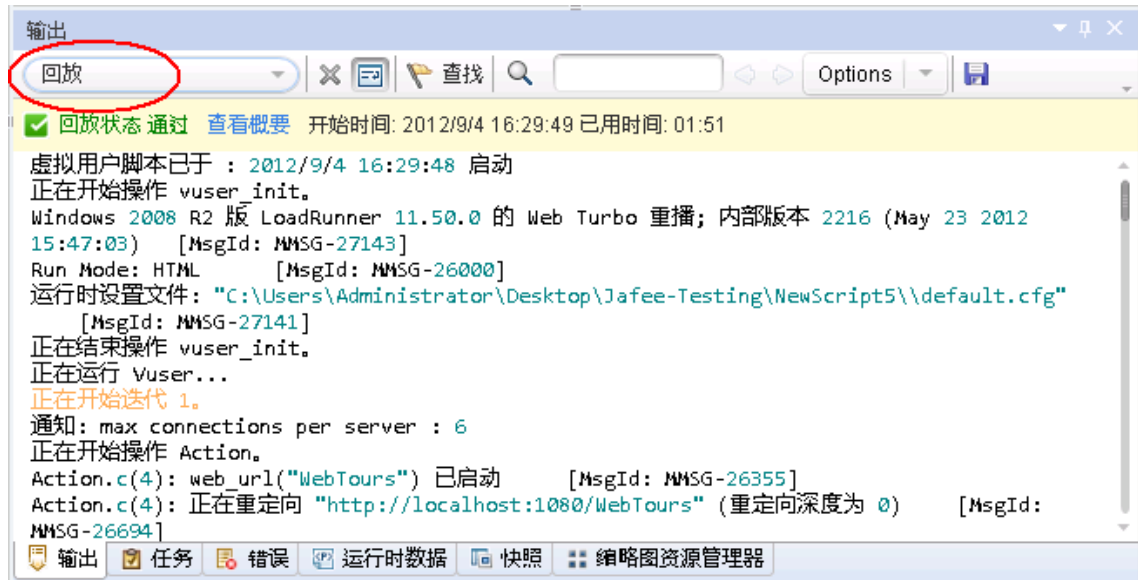 输出
回放 查找 Options
回放状态 通过 查看概要 开始时间: 2012/9/4 16:29:49 已用时间: 01:51
虚拟用户脚本已于 : 2012/9/4 16:29:48 启动
正在开始操作 vuser_init。
Windows 2008 R2 版 LoadRunner 11.50.0 的 Web Turbo 重播; 内部版本 2216 (May 23 2012
15:47:03) [MsgId: MMSG-27143]
Run Mode: HTML [MsgId: MMSG-26000]
运行时设置文件: "C:\Users\Administrator\Desktop\Jafee-Testing\NewScript5\\default.cfg"
[MsgId: MMSG-27141]
正在结束操作 vuser_init。
正在运行 Vuser...
正在开始迭代 1。
通知: max connections per server : 6
正在开始操作 Action。
Action.c(4): web_url("WebTours") 已启动 [MsgId: MMSG-26355]
Action.c(4): 正在重定向 "http://localhost:1080/WebTours" (重定向深度为 0) [MsgId:
MMSG-26694]
输出 任务 错误 运行时数据 快照 缩略图资源管理器